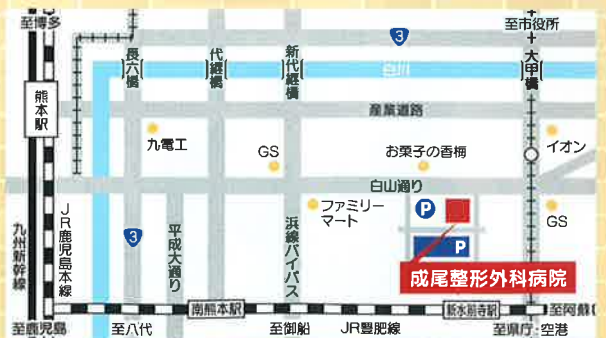 至博多
至市役所
3
長六橋
代継橋
新代継橋
大甲橋
白川
熊本駅
産業道路
九電工
GS
お菓子の香梅
イオン
白山通り
ファミリー
マート
P
GS
九州新幹線
JR鹿児島本線
3
平成大通り
浜線バイパス
P
成尾整形外科病院
南熊本駅
新水前寺駅
至阿蘇
至鹿児島
至八代
至御船
JR豊肥線
至県庁・空港